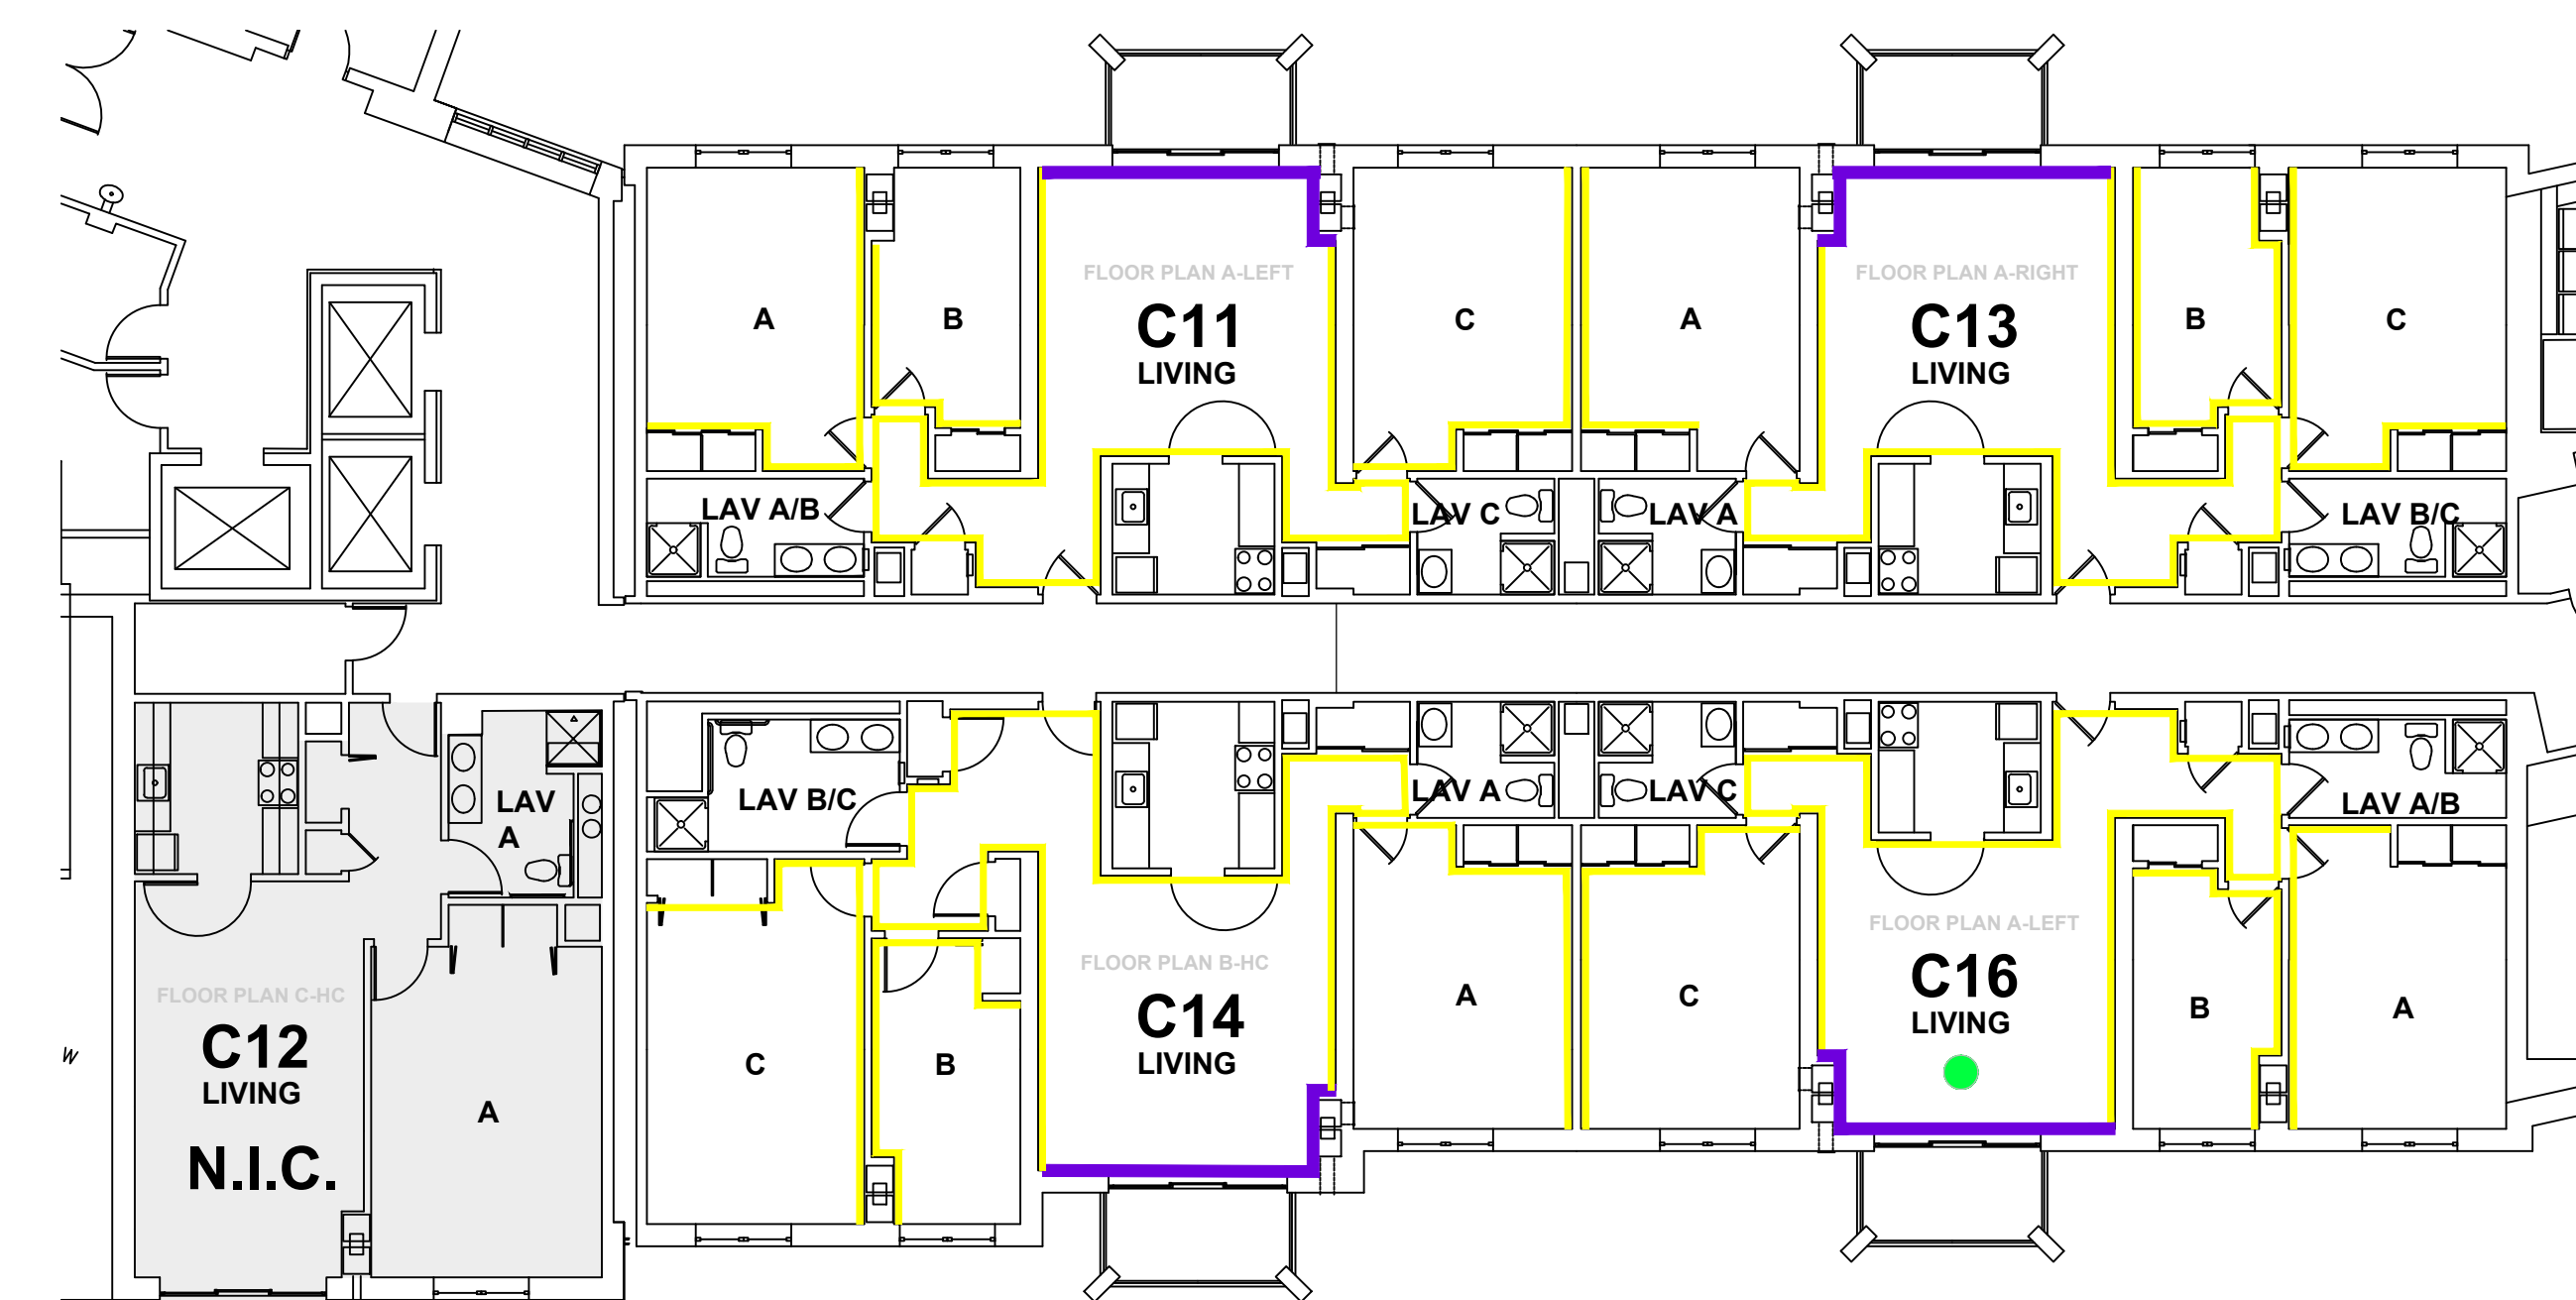 FLOOR PLAN A-LEFT
C11
LIVING
A
B
C
LAV A/B
LAV C
FLOOR PLAN A-RIGHT
C13
LIVING
A
B
C
LAV A
LAV B/C
FLOOR PLAN C-HC
C12
LIVING
N.I.C.
LAV
A
A
W
LAV B/C
LAV A
FLOOR PLAN B-HC
C14
LIVING
C
B
A
LAV C
LAV A/B
FLOOR PLAN A-LEFT
C16
LIVING
C
B
A